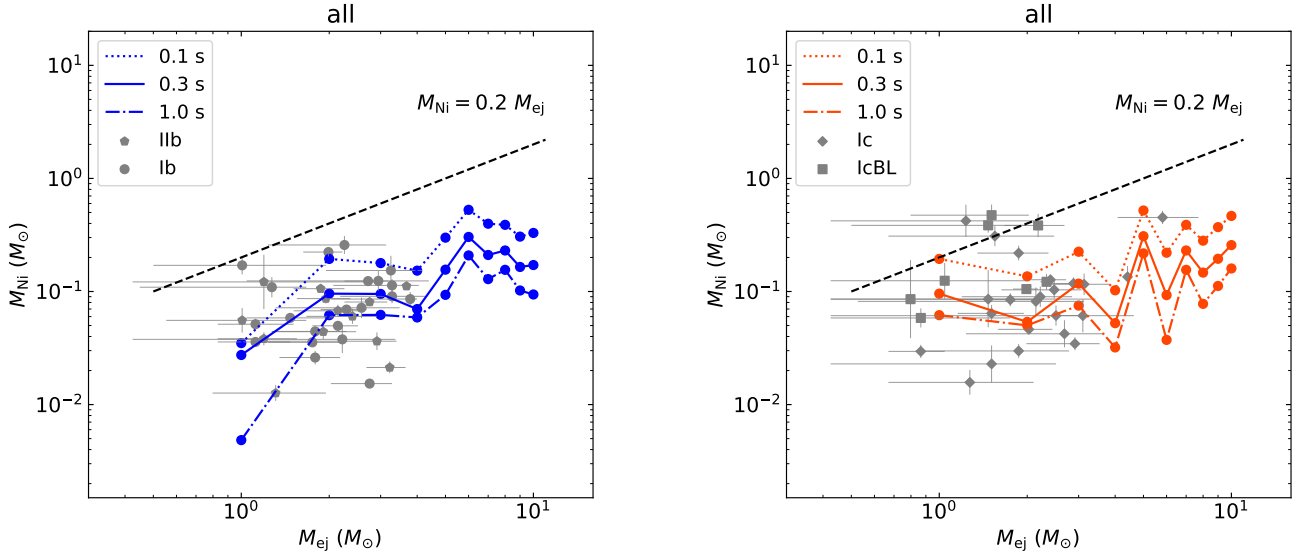 all
0.1 s
0.3 s
1.0 s
IIb
Ib
M_Ni = 0.2 M_ej
10^1
10^0
10^−1
10^−2
M_Ni (M_⊙)
10^0
10^1
M_ej (M_⊙)
all
0.1 s
0.3 s
1.0 s
Ic
IcBL
M_Ni = 0.2 M_ej
10^1
10^0
10^−1
10^−2
M_Ni (M_⊙)
10^0
10^1
M_ej (M_⊙)